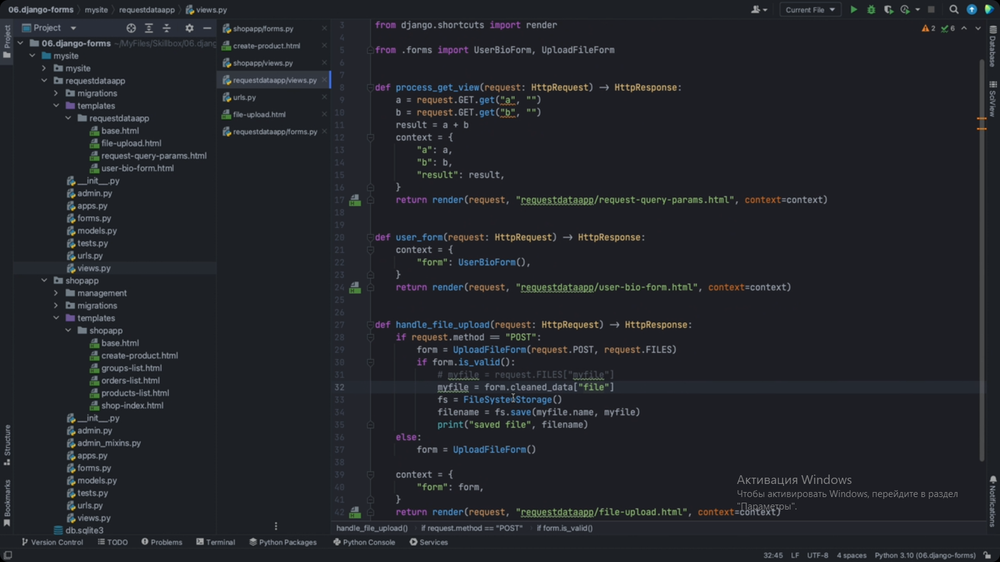 06.django-forms mysite requestdataapp views.py
Current File
Project
Project
06.django-forms ~/MyFiles/Skillbox/06.djang
mysite
mysite
requestdataapp
migrations
templates
requestdataapp
base.html
file-upload.html
request-query-params.html
user-bio-form.html
__init__.py
admin.py
apps.py
forms.py
models.py
tests.py
urls.py
views.py
shopapp
management
migrations
templates
shopapp
base.html
create-product.html
groups-list.html
orders-list.html
products-list.html
shop-index.html
__init__.py
admin.py
admin_mixins.py
apps.py
forms.py
models.py
tests.py
urls.py
views.py
db.sqlite3
Structure
Bookmarks
shopapp/forms.py
create-product.html
shopapp/views.py
requestdataapp/views.py
urls.py
file-upload.html
requestdataapp/forms.py
2 6
3 from django.shortcuts import render
4
5 from .forms import UserBioForm, UploadFileForm
6
7
8 def process_get_view(request: HttpRequest) → HttpResponse:
9 a = request.GET.get("a", "")
10 b = request.GET.get("b", "")
11 result = a + b
12 context = {
13 "a": a,
14 "b": b,
15 "result": result,
16 }
17 return render(request, "requestdataapp/request-query-params.html", context=context)
18
19
20 def user_form(request: HttpRequest) → HttpResponse:
21 context = {
22 "form": UserBioForm(),
23 }
24 return render(request, "requestdataapp/user-bio-form.html", context=context)
25
26
27 def handle_file_upload(request: HttpRequest) → HttpResponse:
28 if request.method == "POST":
29 form = UploadFileForm(request.POST, request.FILES)
30 if form.is_valid():
31 # myfile = request.FILES["myfile"]
32 myfile = form.cleaned_data["file"]
33 fs = FileSystemStorage()
34 filename = fs.save(myfile.name, myfile)
35 print("saved file", filename)
36 else:
37 form = UploadFileForm()
38
39 context = {
40 "form": form,
41 }
42 return render(request, "requestdataapp/file-upload.html", context=context)
Database
SciView
Notifications
Активация Windows
Чтобы активировать Windows, перейдите в раздел
"Параметры".
handle_file_upload() if request.method == "POST" if form.is_valid()
Version Control TODO Problems Terminal Python Packages Python Console Services
32:45 LF UTF-8 4 spaces Python 3.10 (06.django-forms)